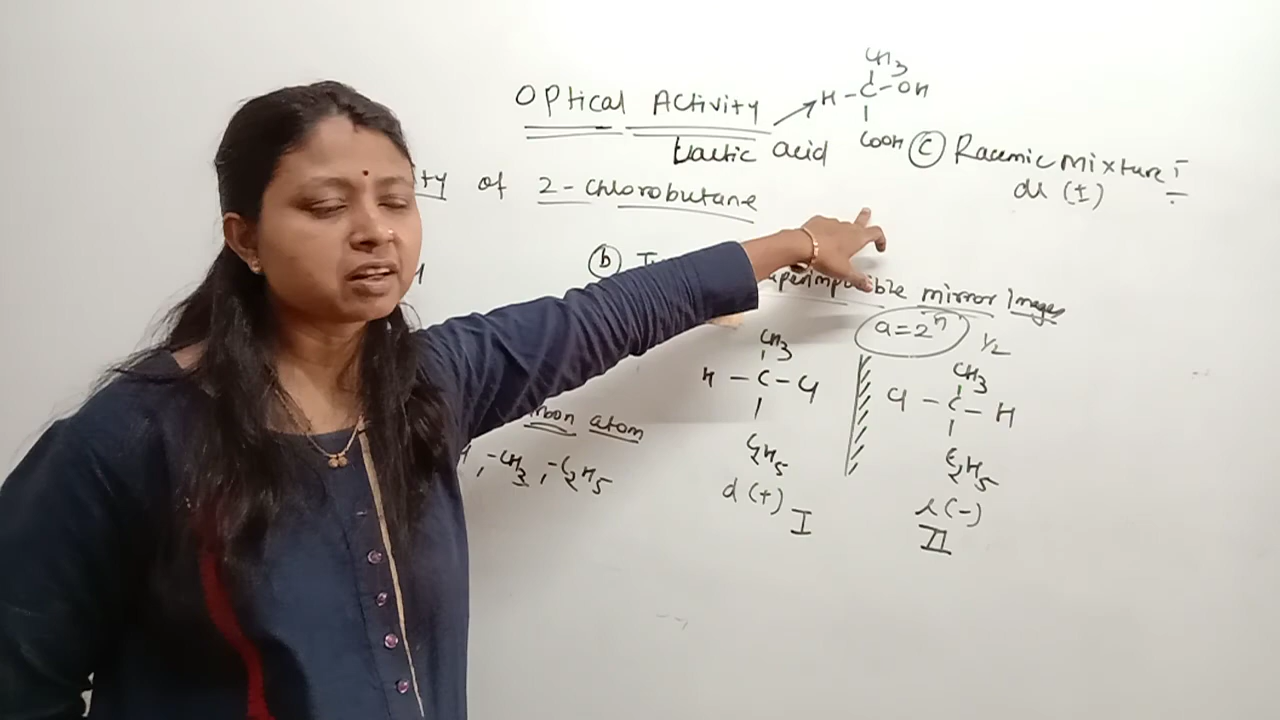 CH3
Optical Activity
H - C - OH
Lactic acid
COOH (c) Racemic mixture :-
dl (±)
ty of 2-chlorobutane
(b) superimposible mirror images
a = 2^n 1/2
CH3
H - C - Cl
C2H5
d (+)
I
CH3
Cl - C - H
C2H5
l (-)
II
atom
H, -CH3, -C2H5